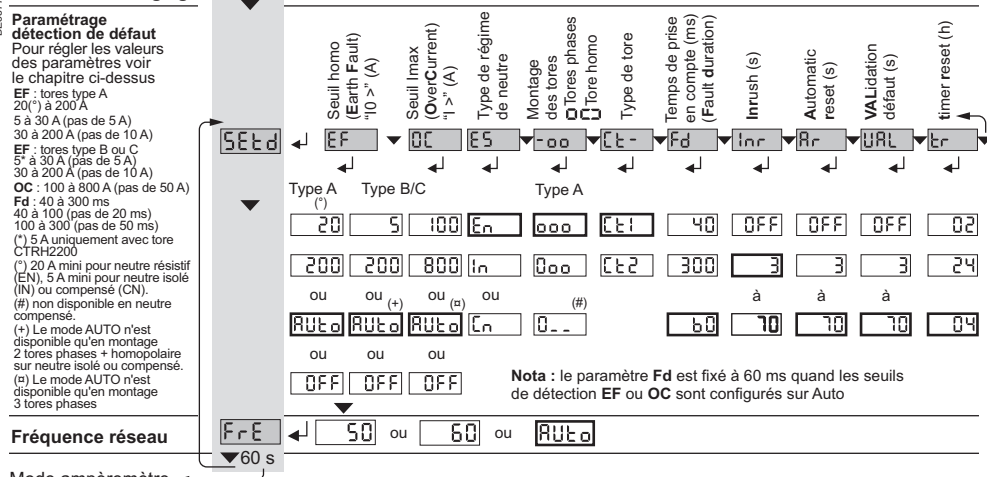 Paramétrage
détection de défaut
Pour régler les valeurs
des paramètres voir
le chapitre ci-dessus
EF : tores type A
20(°) à 200 A
5 à 30 A (pas de 5 A)
30 à 200 A (pas de 10 A)
EF : tores type B ou C
5* à 30 A (pas de 5 A)
30 à 200 A (pas de 10 A)
OC : 100 à 800 A (pas de 50 A)
Fd : 40 à 300 ms
40 à 100 (pas de 20 ms)
100 à 300 (pas de 50 ms)
(*) 5 A uniquement avec tore
CTRH2200
(°) 20 A mini pour neutre résistif
(EN), 5 A mini pour neutre isolé
(IN) ou compensé (CN).
(#) non disponible en neutre
compensé.
(+) Le mode AUTO n'est
disponible qu'en montage
2 tores phases + homopolaire
sur neutre isolé ou compensé.
(¤) Le mode AUTO n'est
disponible qu'en montage
3 tores phases
Seuil homo
(Earth Fault)
"I0 >" (A)
Seuil Imax
(OverCurrent)
"I >" (A)
Type de régime
de neutre
Montage
des tores
Tores phases
Tore homo
Type de tore
Temps de prise
en compte (ms)
(Fault duration)
Inrush (s)
Automatic
reset (s)
VALidation
défaut (s)
timer reset (h)
SEtd EF OC ES -oo Ct- Fd Inr Ar VAL tr
Type A Type B/C Type A
(°)
20 5 100 En ooo Ct1 40 OFF OFF OFF 02
200 200 800 In 0oo Ct2 300 3 3 3 24
ou ou (+) ou (¤) ou (#) à à à
AUto AUto AUto Cn 0-- 60 70 70 70 04
ou ou ou
OFF OFF OFF
Nota : le paramètre Fd est fixé à 60 ms quand les seuils
de détection EF ou OC sont configurés sur Auto
Fréquence réseau FrE 50 ou 60 ou AUto
60 s
Mode ampèremètre